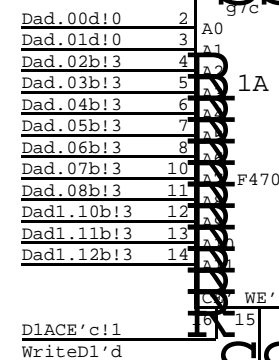 g7c
Dad.00d!0 2 A0
Dad.01d!0 3 A1
Dad.02b!3 4 A2
Dad.03b!3 5 1A
Dad.04b!3 6
Dad.05b!3 7
Dad.06b!3 8
Dad.07b!3 10 F470
Dad.08b!3 11
Dad1.10b!3 12
Dad1.11b!3 13
Dad1.12b!3 14
WE'
D1ACE'c!1 16 15
WriteD1'd